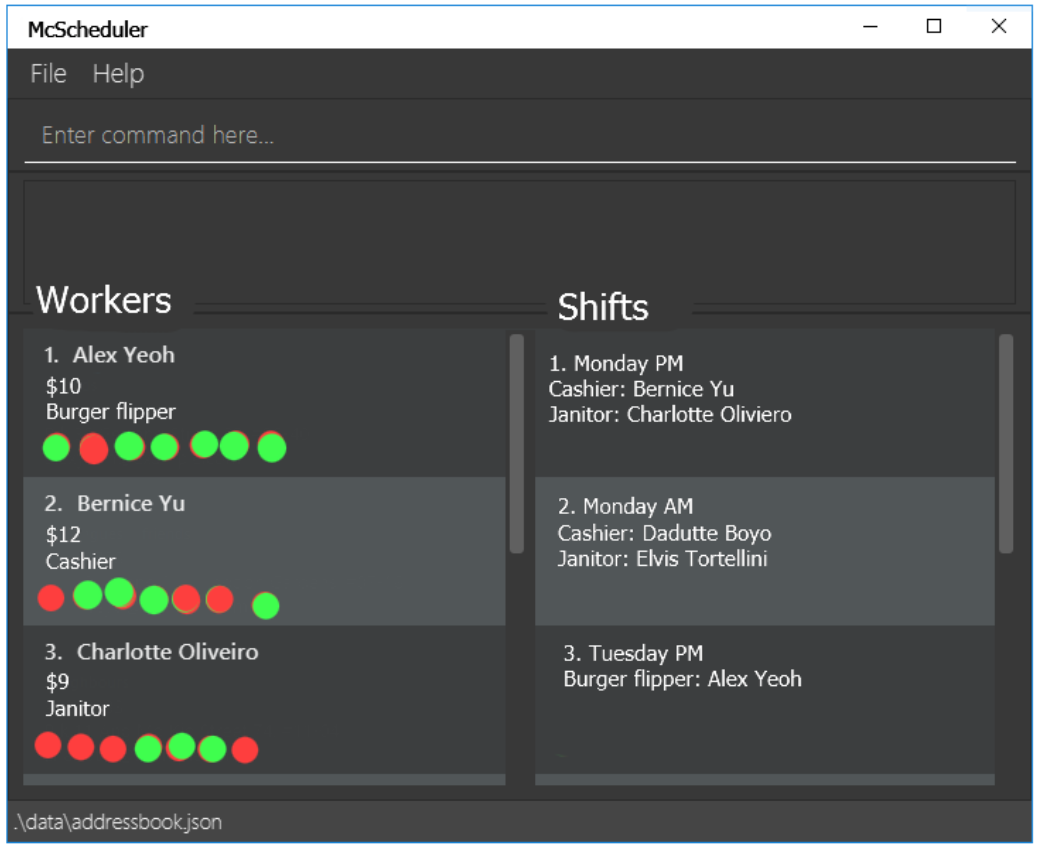 McScheduler
File Help
Enter command here...
Workers
1. Alex Yeoh
$10
Burger flipper
2. Bernice Yu
$12
Cashier
3. Charlotte Oliveiro
$9
Janitor
Shifts
1. Monday PM
Cashier: Bernice Yu
Janitor: Charlotte Oliviero
2. Monday AM
Cashier: Dadutte Boyo
Janitor: Elvis Tortellini
3. Tuesday PM
Burger flipper: Alex Yeoh
.\data\addressbook.json